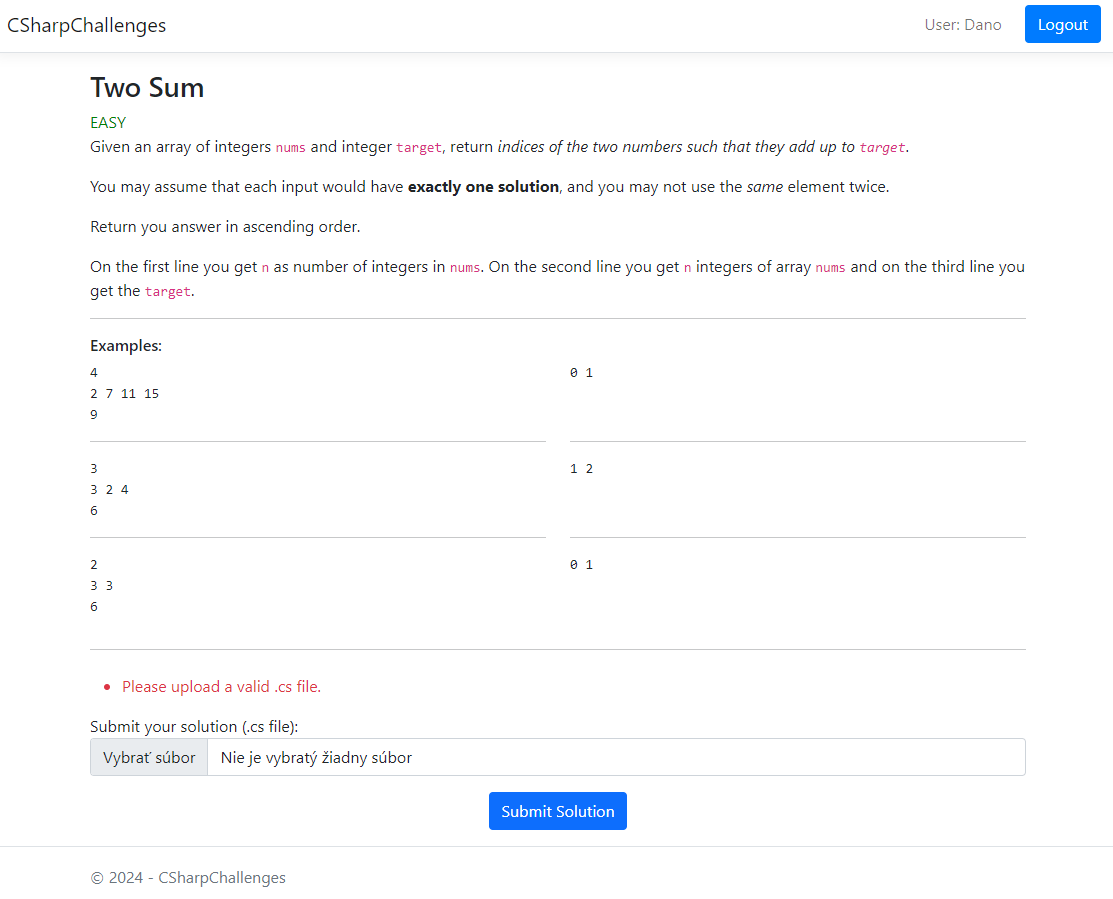 CSharpChallenges
User: Dano
Logout
Two Sum
EASY
Given an array of integers nums and integer target, return indices of the two numbers such that they add up to target.
You may assume that each input would have exactly one solution, and you may not use the same element twice.
Return you answer in ascending order.
On the first line you get n as number of integers in nums. On the second line you get n integers of array nums and on the third line you
get the target.
Examples:
4
2 7 11 15
9
0 1
3
3 2 4
6
1 2
2
3 3
6
0 1
Please upload a valid .cs file.
Submit your solution (.cs file):
Vybrať súbor
Nie je vybratý žiadny súbor
Submit Solution
© 2024 - CSharpChallenges